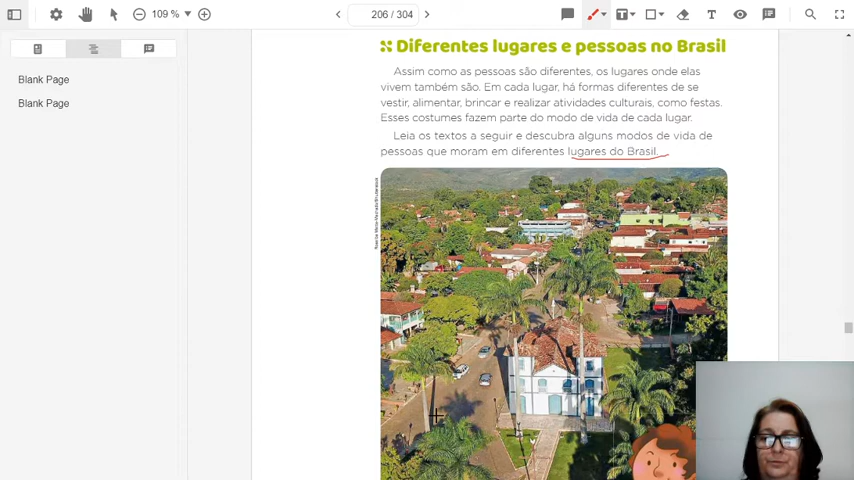 109 %
206 / 304
Blank Page
Blank Page
Diferentes lugares e pessoas no Brasil
Assim como as pessoas são diferentes, os lugares onde elas
vivem também são. Em cada lugar, há formas diferentes de se
vestir, alimentar, brincar e realizar atividades culturais, como festas.
Esses costumes fazem parte do modo de vida de cada lugar.
Leia os textos a seguir e descubra alguns modos de vida de
pessoas que moram em diferentes lugares do Brasil.